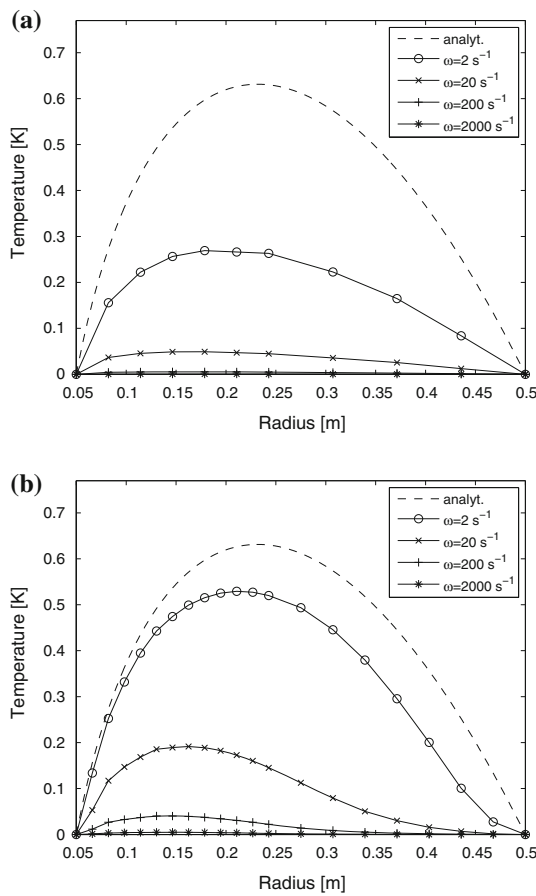 (a)
0.7
0.6
0.5
0.4
0.3
0.2
0.1
0
Temperature [K]
analyt.
ω=2 s⁻¹
ω=20 s⁻¹
ω=200 s⁻¹
ω=2000 s⁻¹
0.05 0.1 0.15 0.2 0.25 0.3 0.35 0.4 0.45 0.5
Radius [m]
(b)
0.7
0.6
0.5
0.4
0.3
0.2
0.1
0
Temperature [K]
analyt.
ω=2 s⁻¹
ω=20 s⁻¹
ω=200 s⁻¹
ω=2000 s⁻¹
0.05 0.1 0.15 0.2 0.25 0.3 0.35 0.4 0.45 0.5
Radius [m]